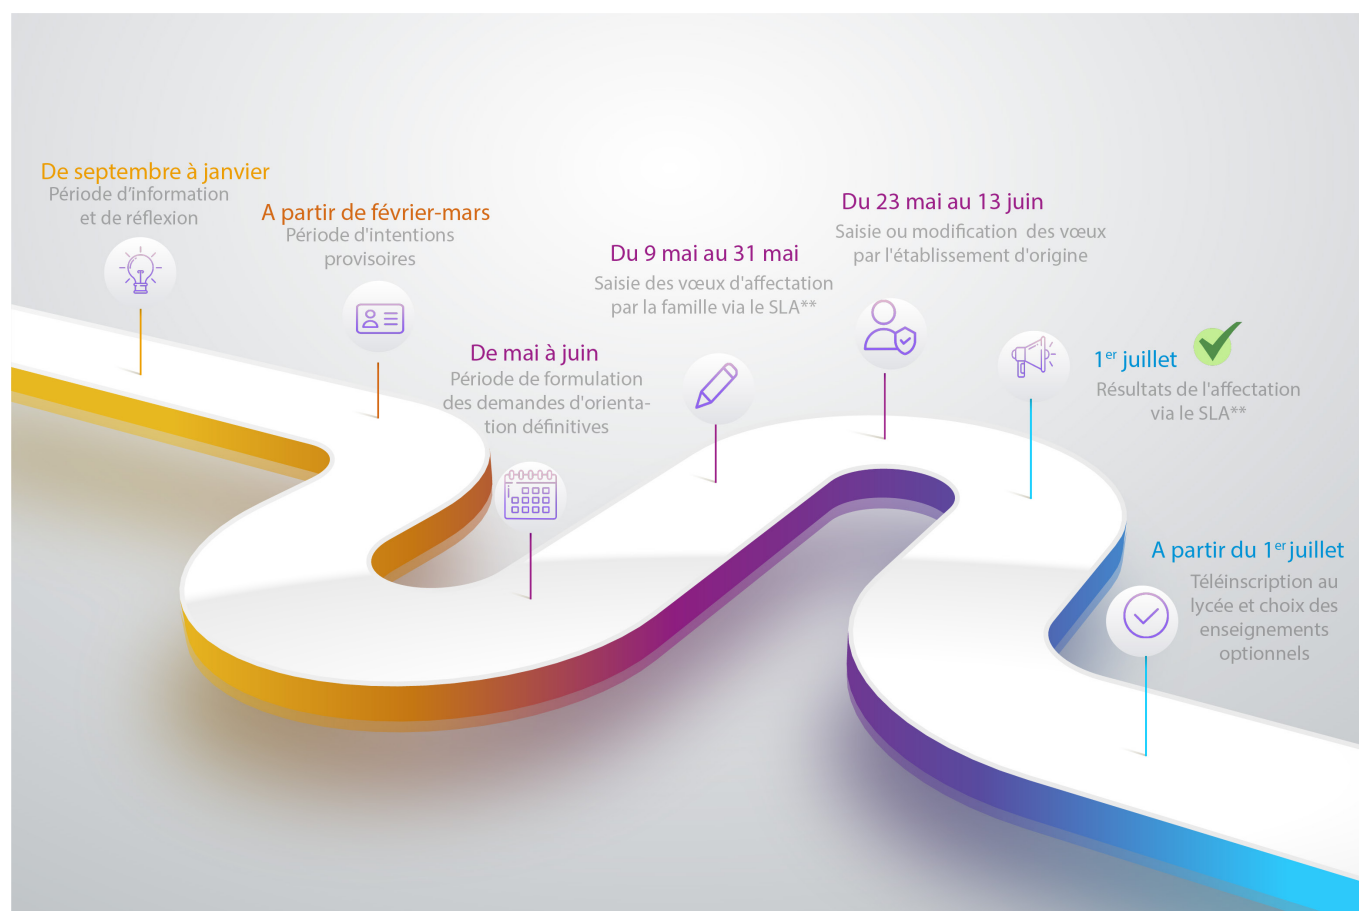 De septembre à janvier
Période d’information
et de réflexion
A partir de février-mars
Période d'intentions
provisoires
De mai à juin
Période de formulation
des demandes d'orienta-
tion définitives
Du 9 mai au 31 mai
Saisie des vœux d'affectation
par la famille via le SLA**
Du 23 mai au 13 juin
Saisie ou modification des vœux
par l'établissement d'origine
1er juillet
Résultats de l'affectation
via le SLA**
A partir du 1er juillet
Téléinscription au
lycée et choix des
enseignements
optionnels